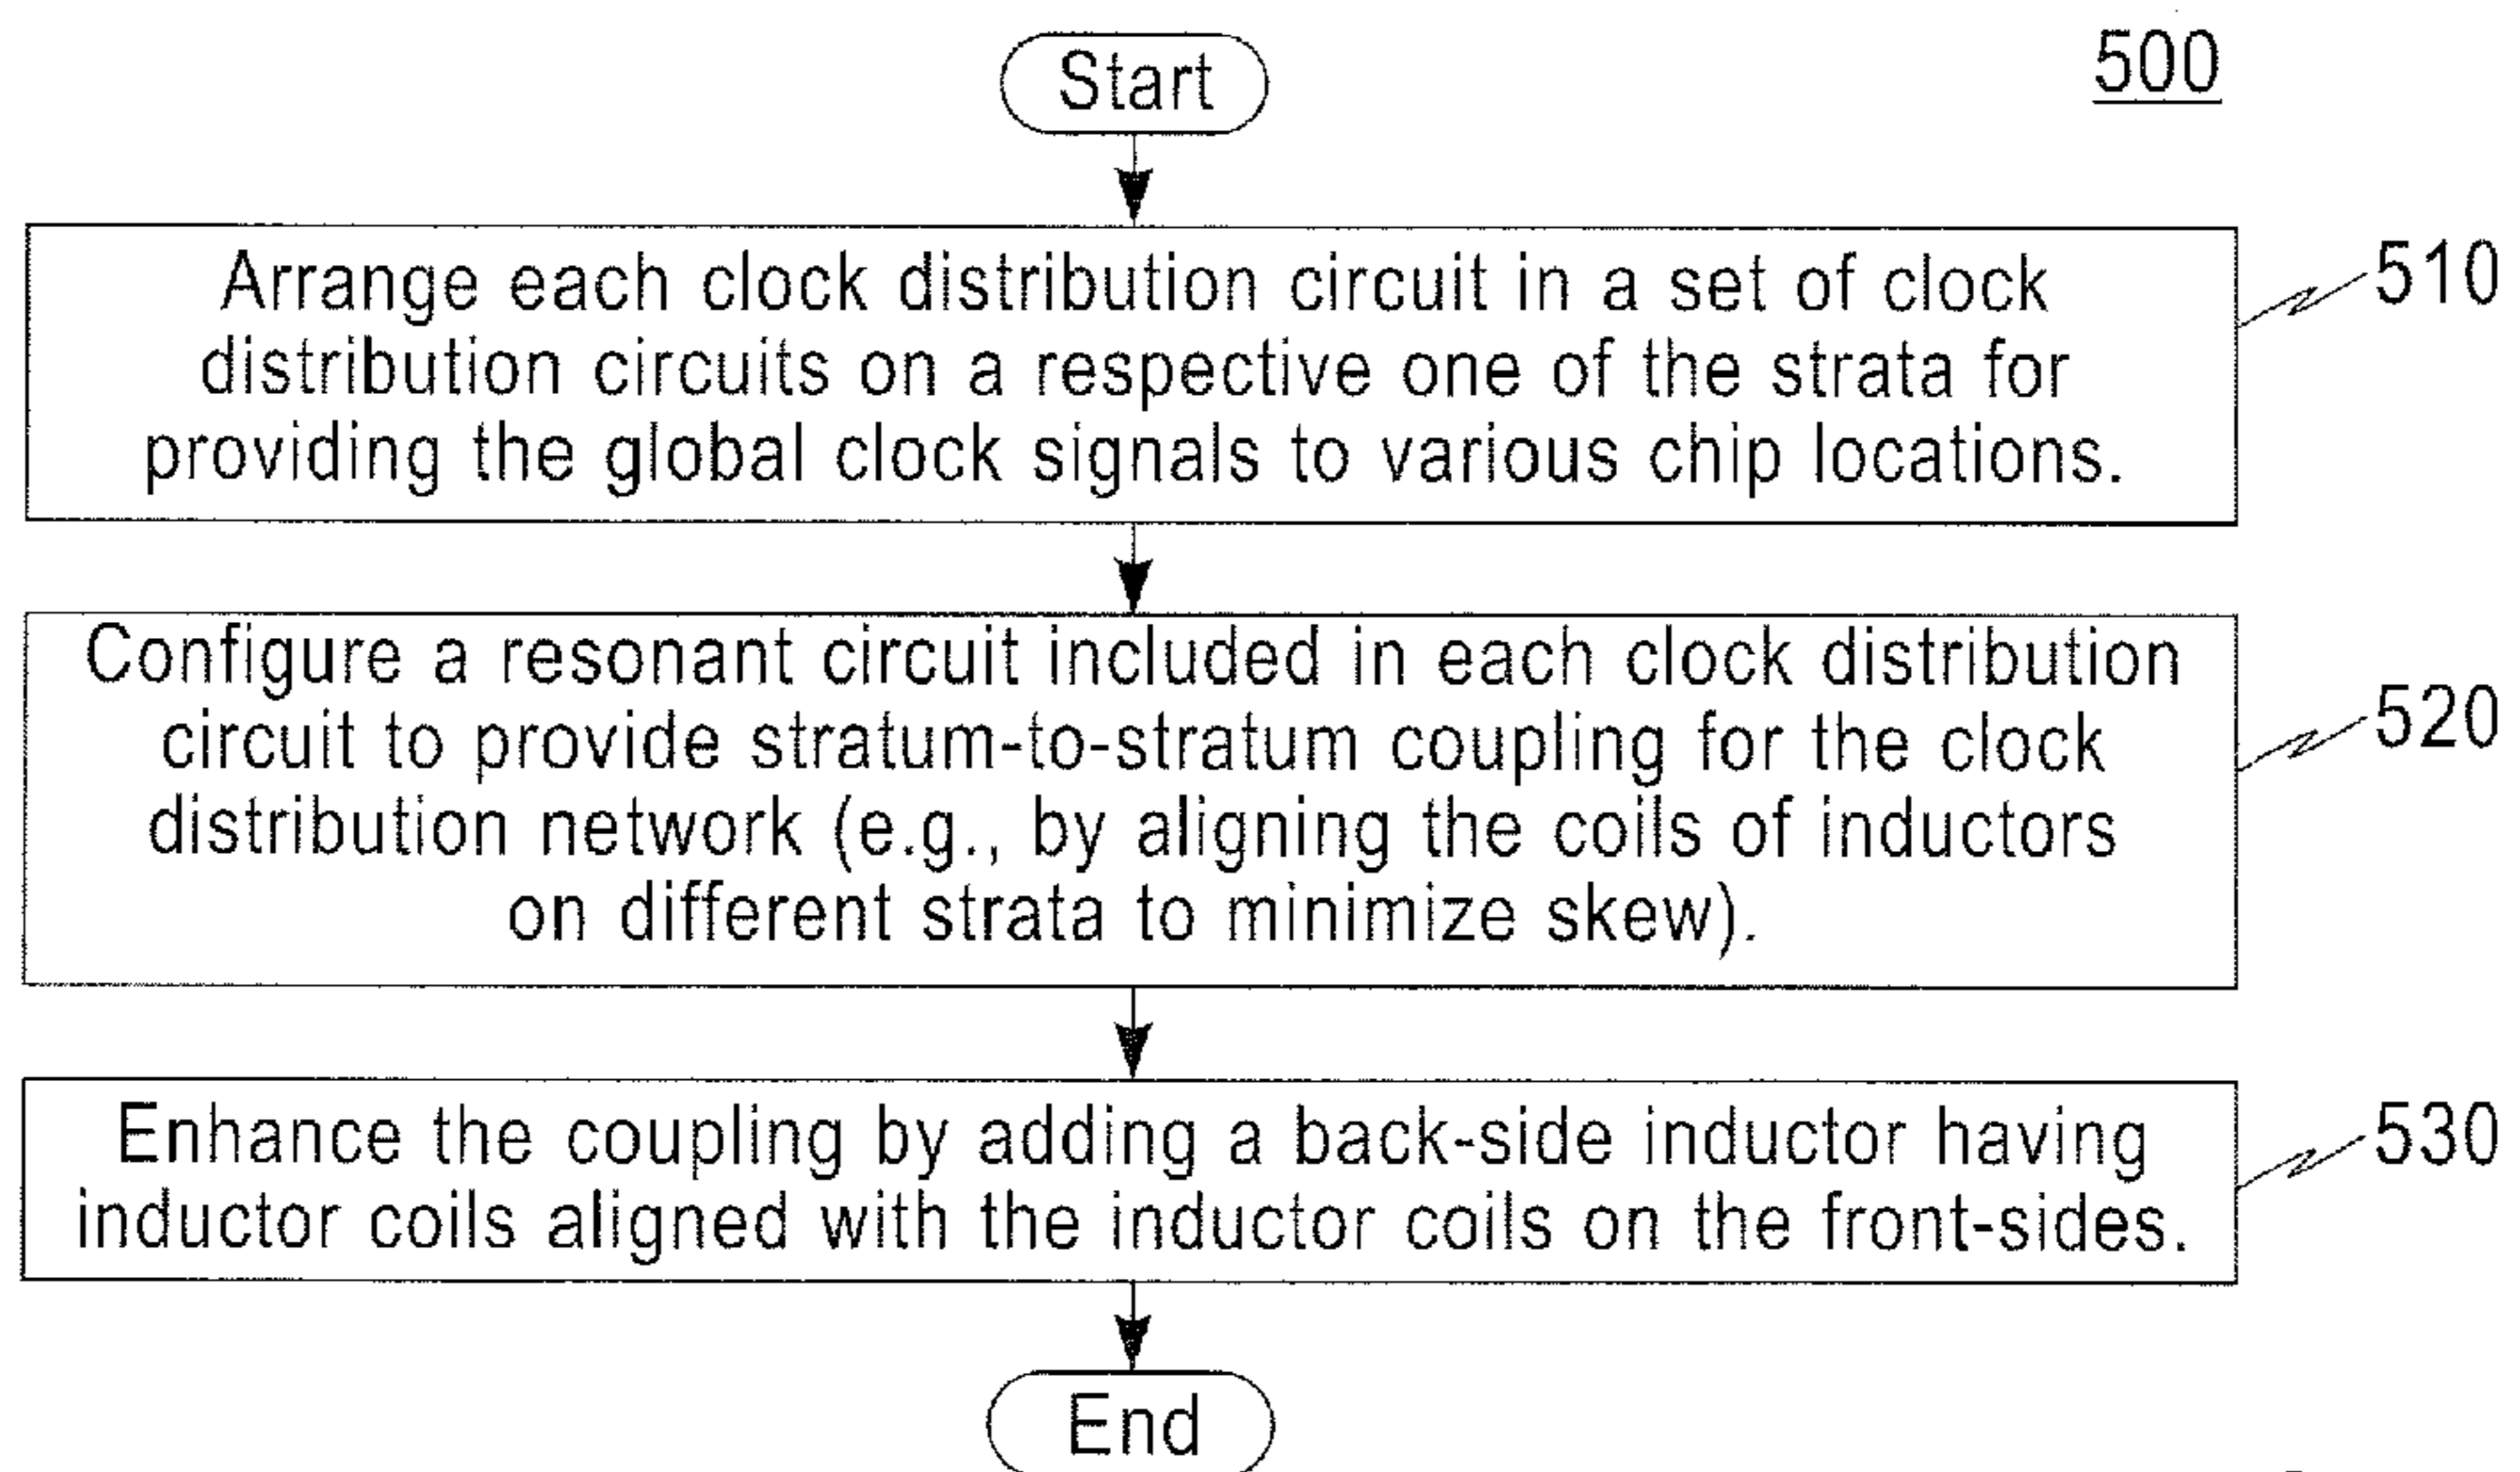 Start
500
Arrange each clock distribution circuit in a set of clock
distribution circuits on a respective one of the strata for
providing the global clock signals to various chip locations.
510
Configure a resonant circuit included in each clock distribution
circuit to provide stratum-to-stratum coupling for the clock
distribution network (e.g., by aligning the coils of inductors
on different strata to minimize skew).
520
Enhance the coupling by adding a back-side inductor having
inductor coils aligned with the inductor coils on the front-sides.
530
End